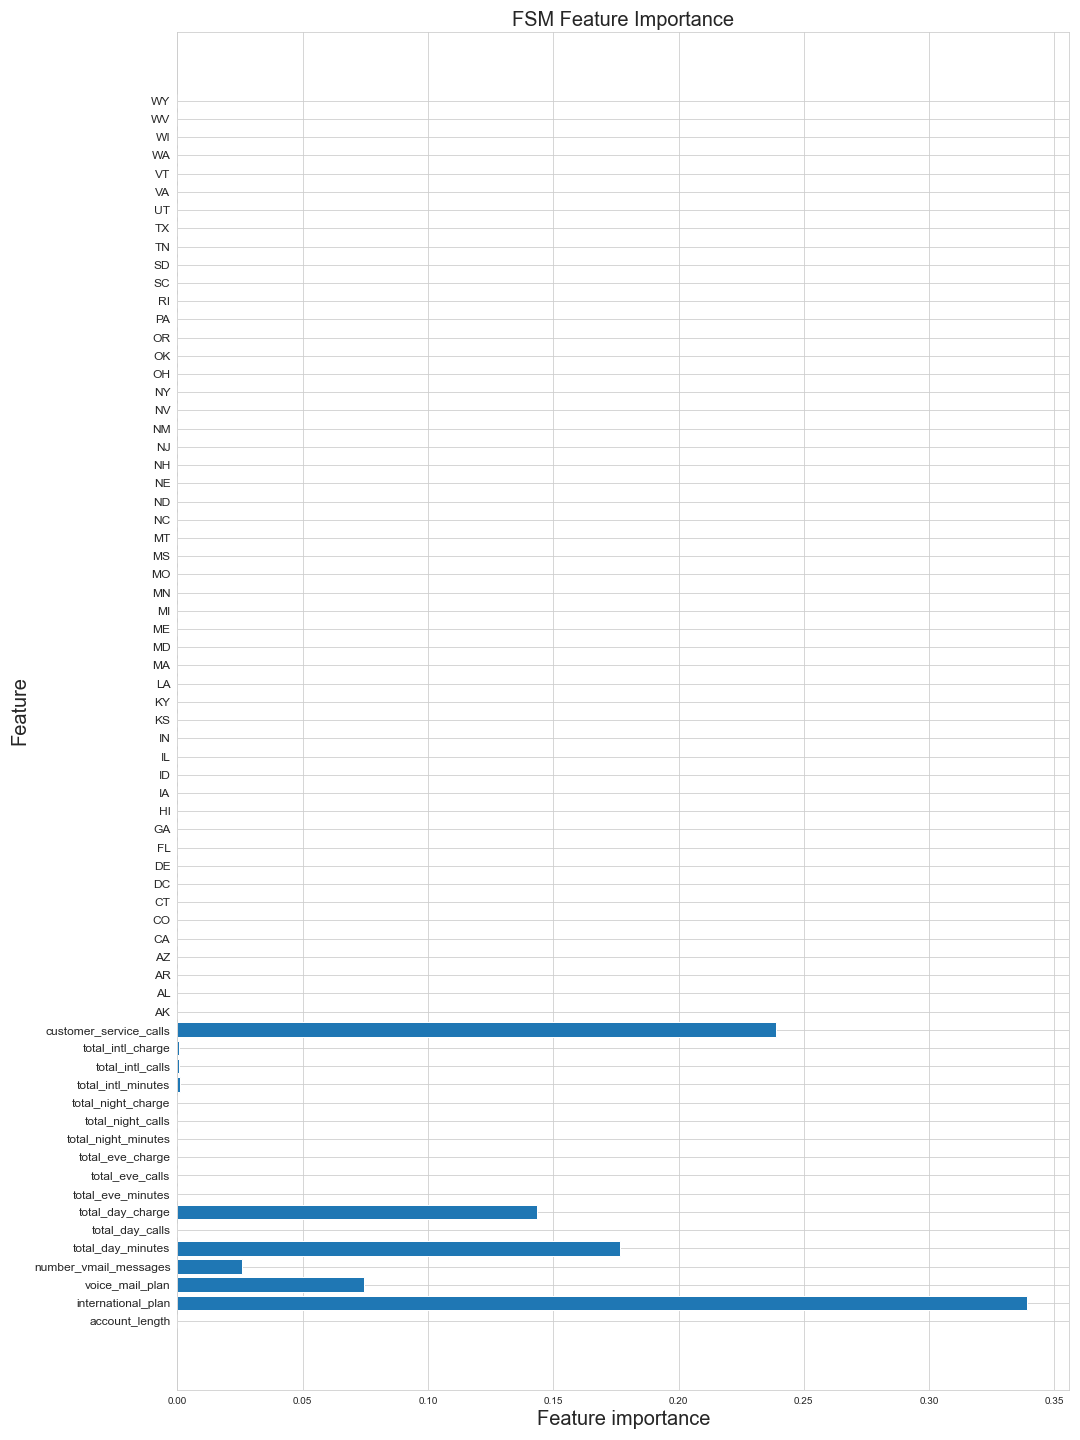 FSM Feature Importance
WY
WV
WI
WA
VT
VA
UT
TX
TN
SD
SC
RI
PA
OR
OK
OH
NY
NV
NM
NJ
NH
NE
ND
NC
MT
MS
MO
MN
MI
ME
MD
MA
LA
KY
KS
IN
IL
ID
IA
HI
GA
FL
DE
DC
CT
CO
CA
AZ
AR
AL
AK
customer_service_calls
total_intl_charge
total_intl_calls
total_intl_minutes
total_night_charge
total_night_calls
total_night_minutes
total_eve_charge
total_eve_calls
total_eve_minutes
total_day_charge
total_day_calls
total_day_minutes
number_vmail_messages
voice_mail_plan
international_plan
account_length
Feature
0.00 0.05 0.10 0.15 0.20 0.25 0.30 0.35
Feature importance